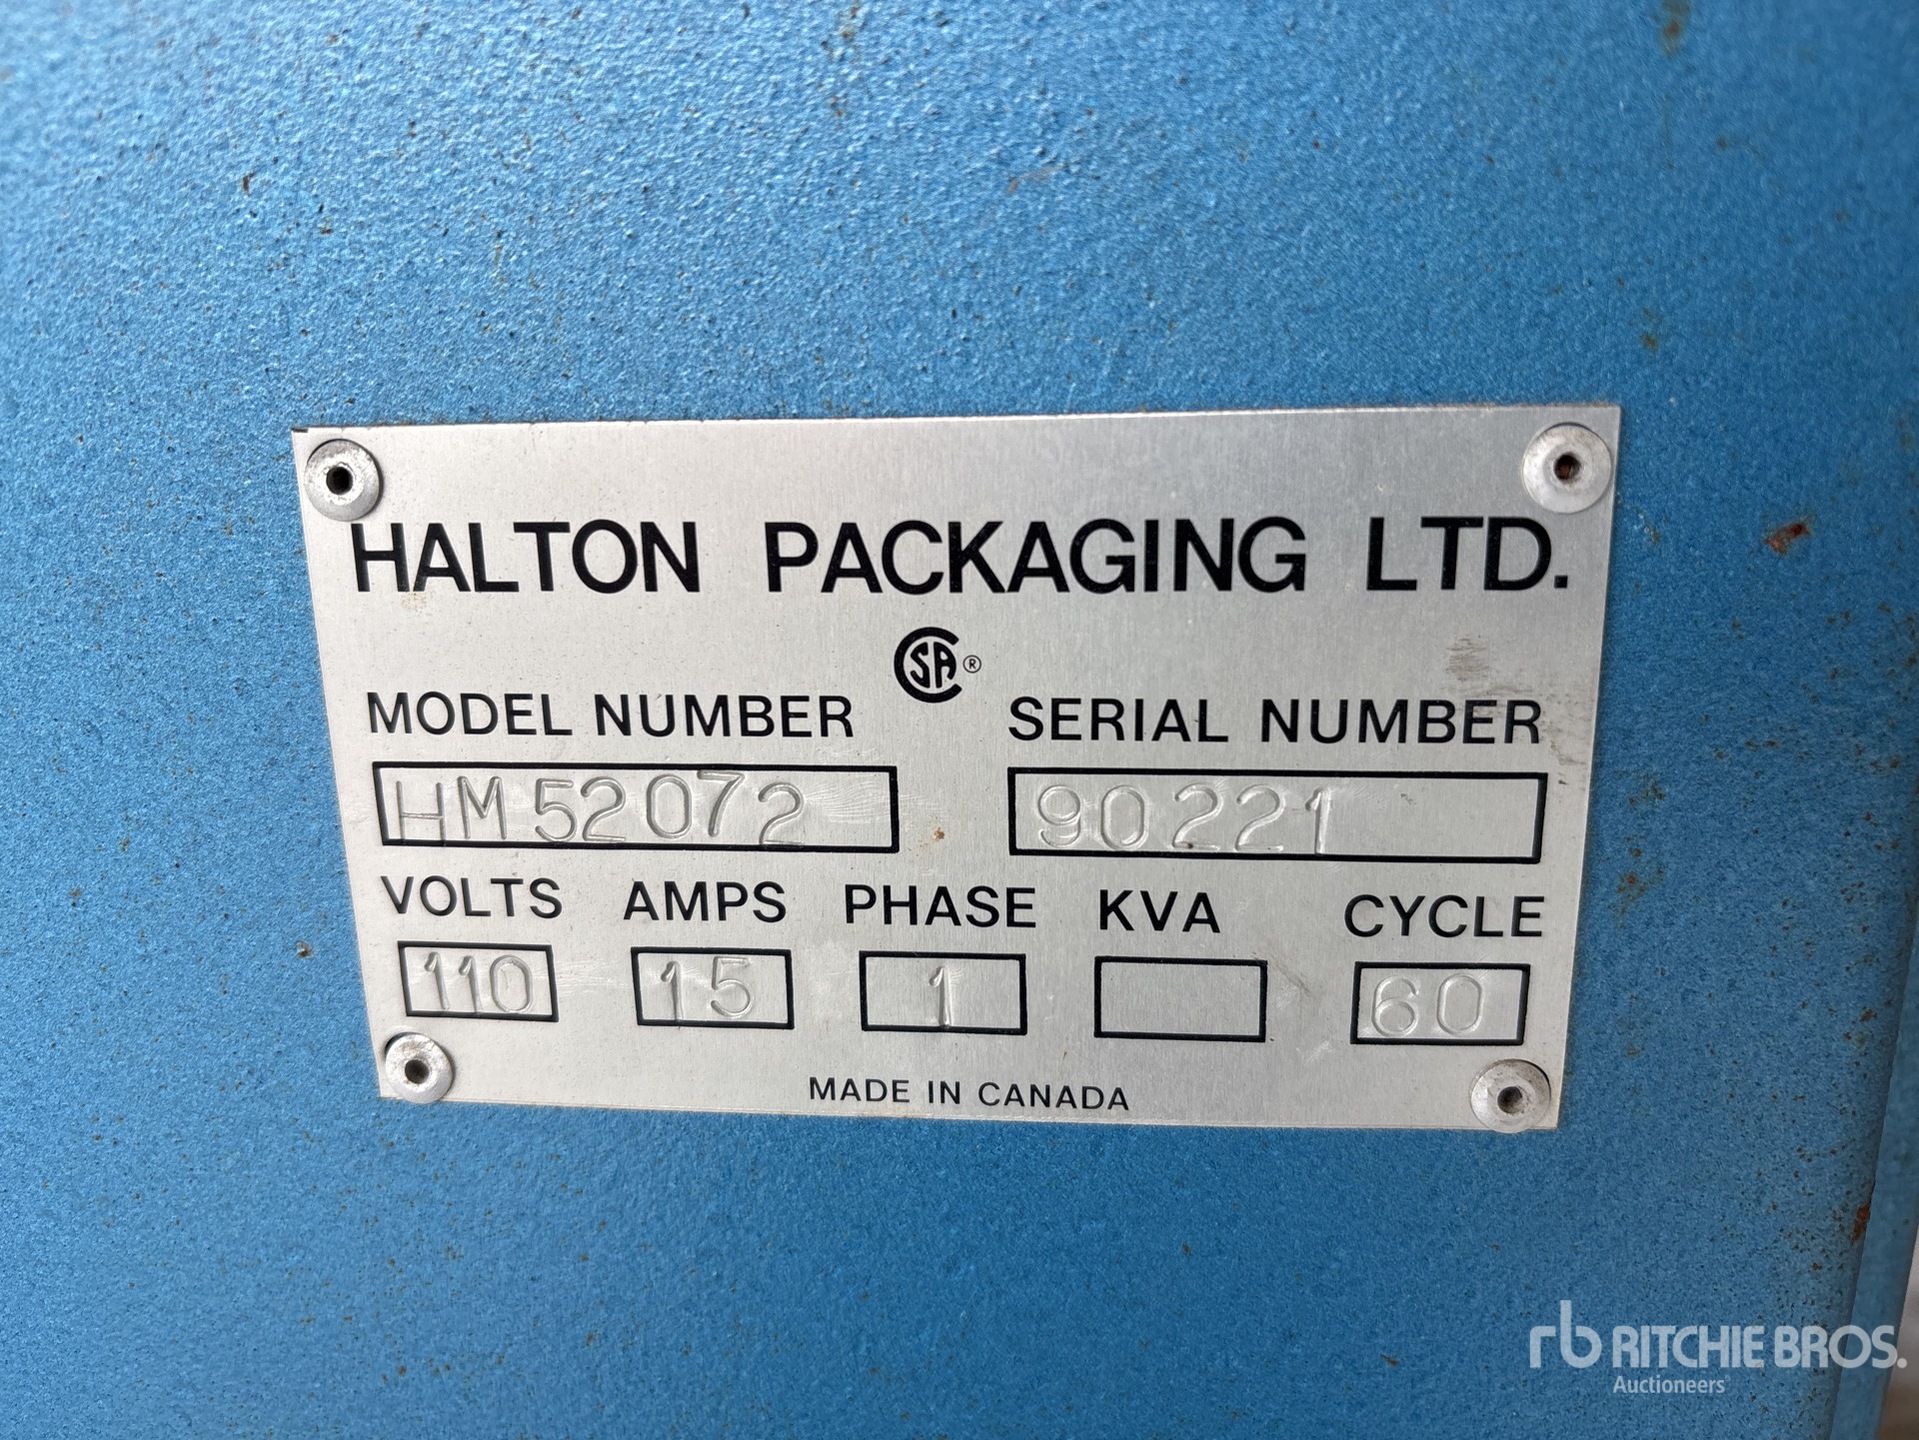 HALTON PACKAGING LTD.
CSA ®
MODEL NUMBER SERIAL NUMBER
HM52072 90221
VOLTS AMPS PHASE KVA CYCLE
110 15 1 60
MADE IN CANADA
rb RITCHIE BROS.
Auctioneers